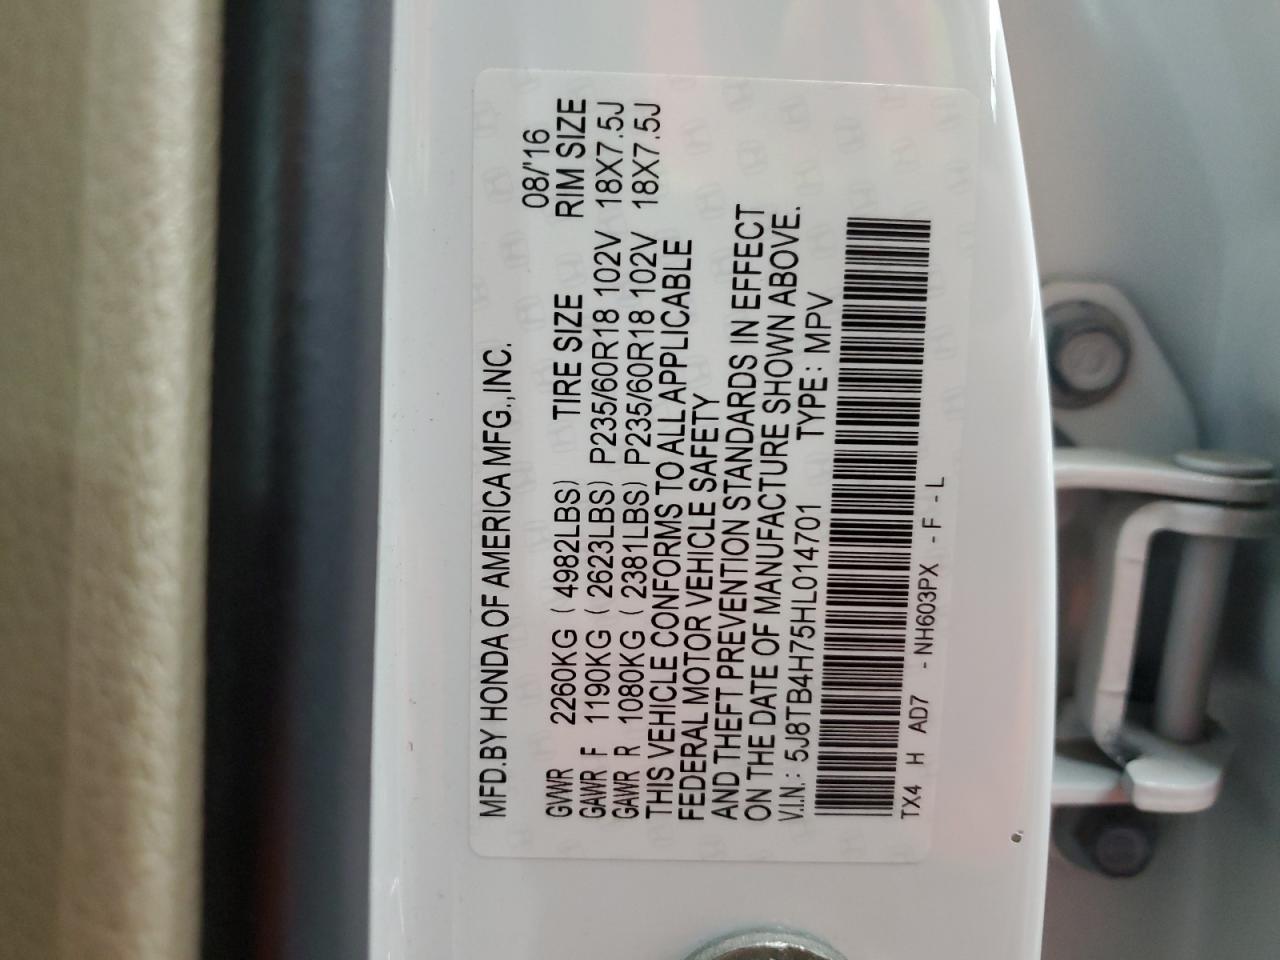 MFD.BY HONDA OF AMERICA MFG.,INC. 08/'16
GVWR 2260KG ( 4982LBS) TIRE SIZE RIM SIZE
GAWR F 1190KG ( 2623LBS) P235/60R18 102V 18X7.5J
GAWR R 1080KG ( 2381LBS) P235/60R18 102V 18X7.5J
THIS VEHICLE CONFORMS TO ALL APPLICABLE
FEDERAL MOTOR VEHICLE SAFETY
AND THEFT PREVENTION STANDARDS IN EFFECT
ON THE DATE OF MANUFACTURE SHOWN ABOVE.
V.I.N.: 5J8TB4H75HL014701 TYPE: MPV
TX4 H AD7 - NH603PX - F - L